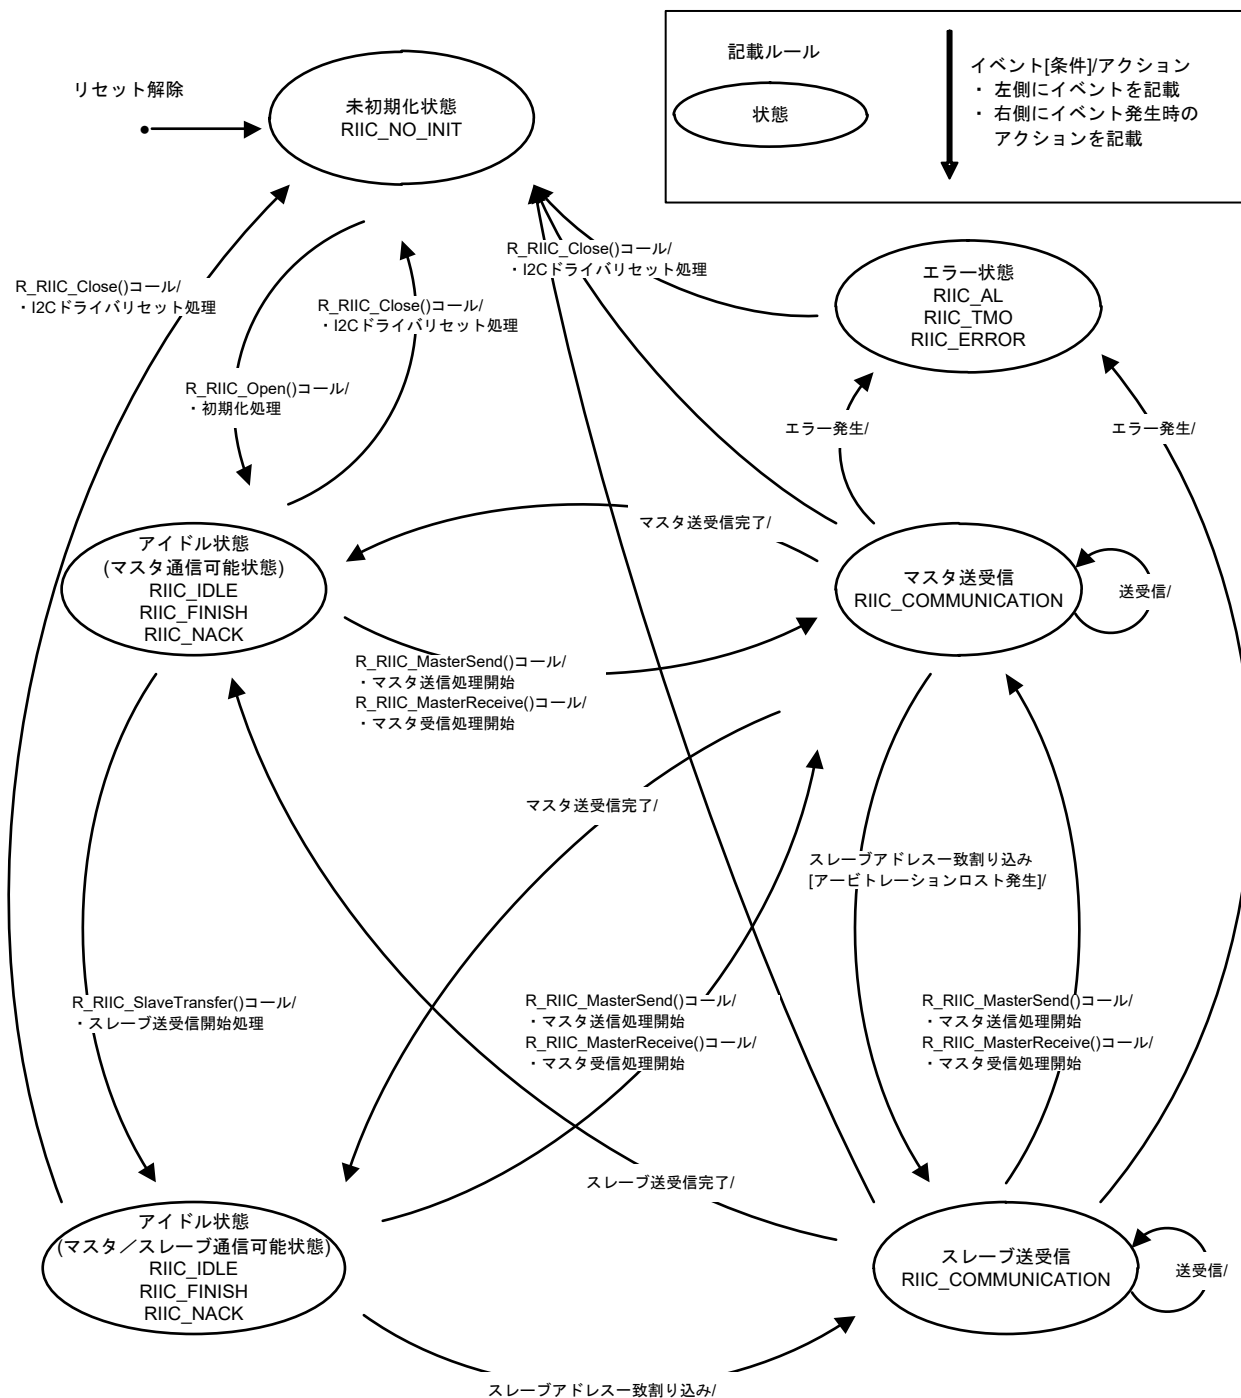 記載ルール
状態
イベント[条件]/アクション
・ 左側にイベントを記載
・ 右側にイベント発生時の
アクションを記載
リセット解除
未初期化状態
RIIC_NO_INIT
R_RIIC_Close()コール/
・I2Cドライバリセット処理
R_RIIC_Close()コール/
・I2Cドライバリセット処理
R_RIIC_Close()コール/
・I2Cドライバリセット処理
エラー状態
RIIC_AL
RIIC_TMO
RIIC_ERROR
R_RIIC_Open()コール/
・初期化処理
エラー発生/
エラー発生/
マスタ送受信完了/
アイドル状態
(マスタ通信可能状態)
RIIC_IDLE
RIIC_FINISH
RIIC_NACK
マスタ送受信
RIIC_COMMUNICATION
送受信/
R_RIIC_MasterSend()コール/
・マスタ送信処理開始
R_RIIC_MasterReceive()コール/
・マスタ受信処理開始
マスタ送受信完了/
スレーブアドレス一致割り込み
[アービトレーションロスト発生]/
R_RIIC_SlaveTransfer()コール/
・スレーブ送受信開始処理
R_RIIC_MasterSend()コール/
・マスタ送信処理開始
R_RIIC_MasterReceive()コール/
・マスタ受信処理開始
R_RIIC_MasterSend()コール/
・マスタ送信処理開始
R_RIIC_MasterReceive()コール/
・マスタ受信処理開始
スレーブ送受信完了/
アイドル状態
(マスタ／スレーブ通信可能状態)
RIIC_IDLE
RIIC_FINISH
RIIC_NACK
スレーブ送受信
RIIC_COMMUNICATION
送受信/
スレーブアドレス一致割り込み/